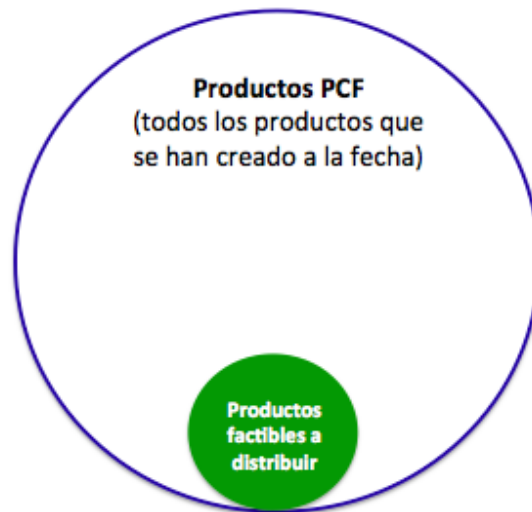 Productos PCF
(todos los productos que
se han creado a la fecha)
Productos
factibles a
distribuir